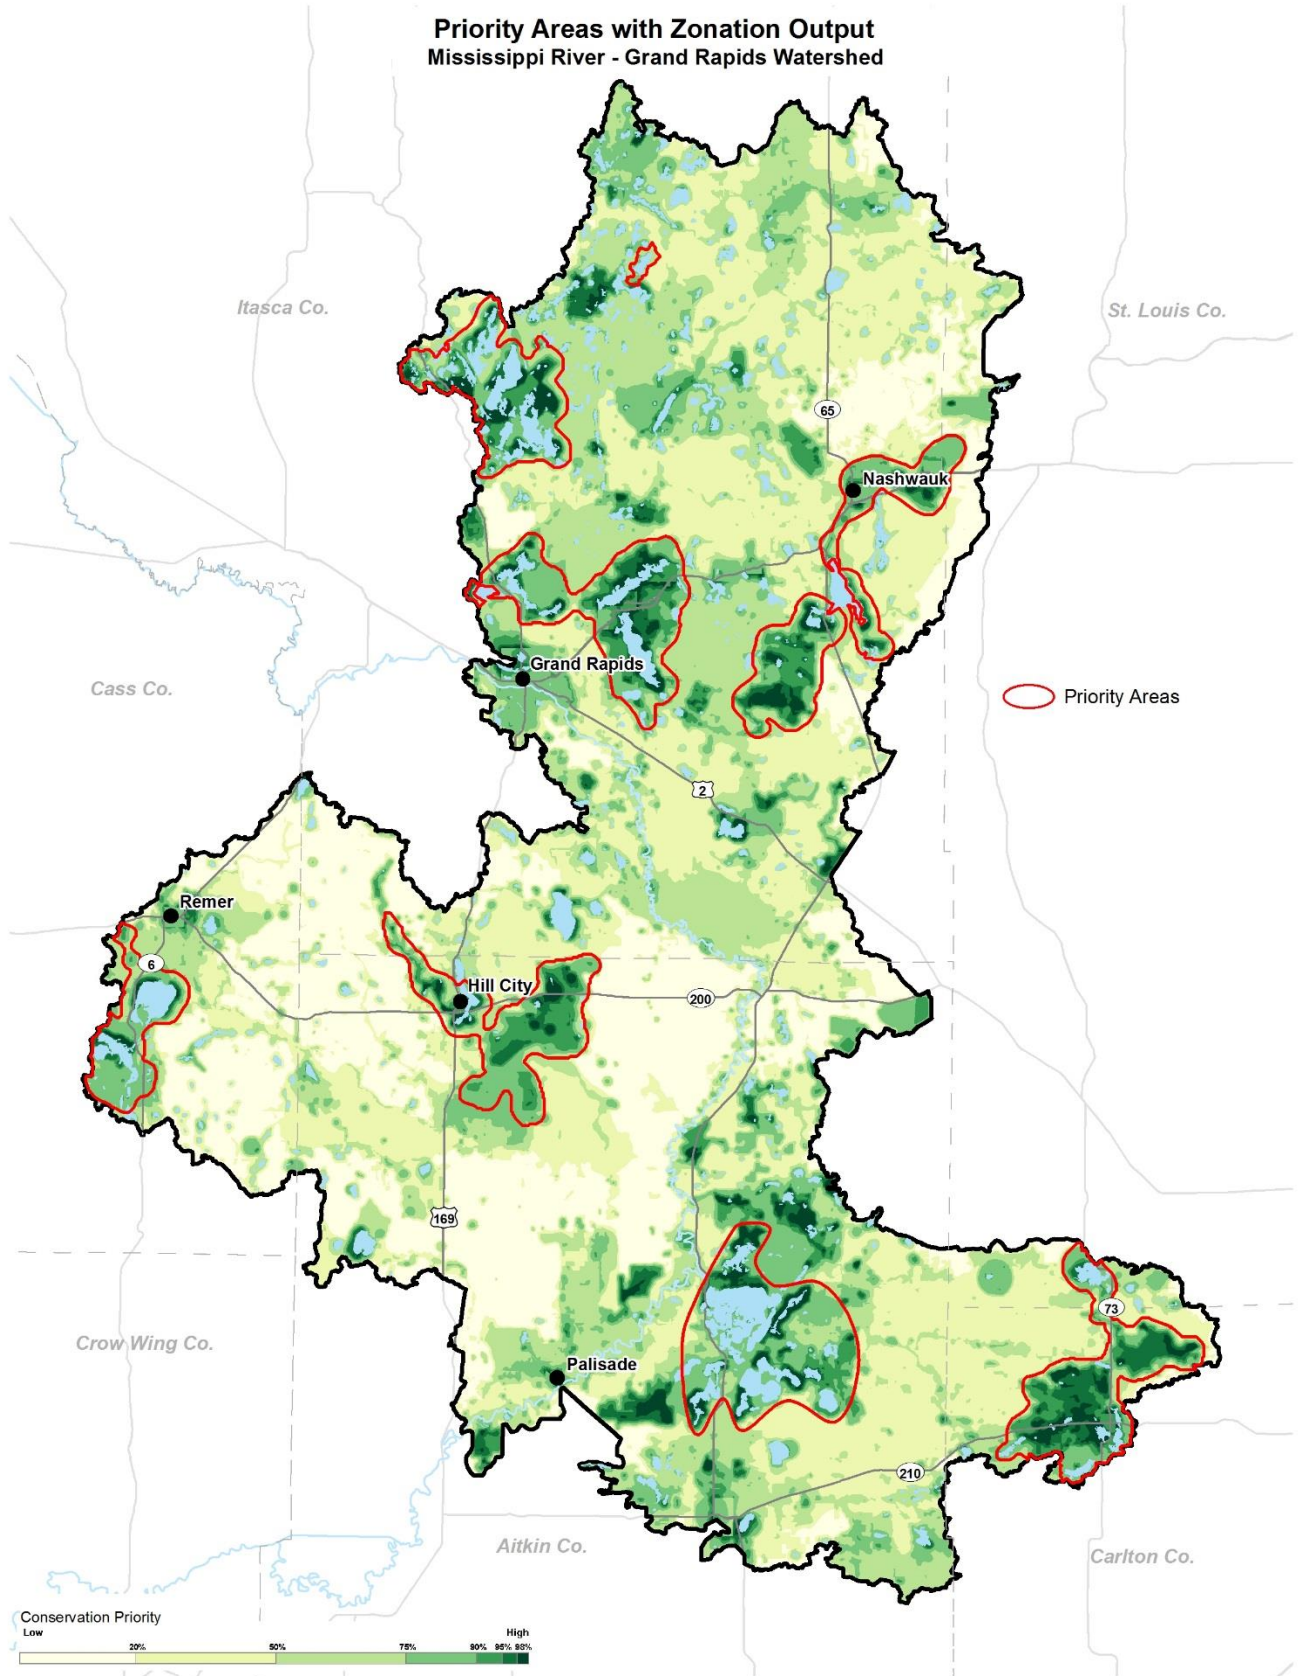 Priority Areas with Zonation Output
Mississippi River - Grand Rapids Watershed
Itasca Co.
St. Louis Co.
65
Nashwauk
Grand Rapids
Cass Co.
Priority Areas
2
Remer
6
Hill City
200
169
73
Crow Wing Co.
Palisade
210
Aitkin Co.
Carlton Co.
Conservation Priority
Low High
20% 50% 75% 90% 95% 98%